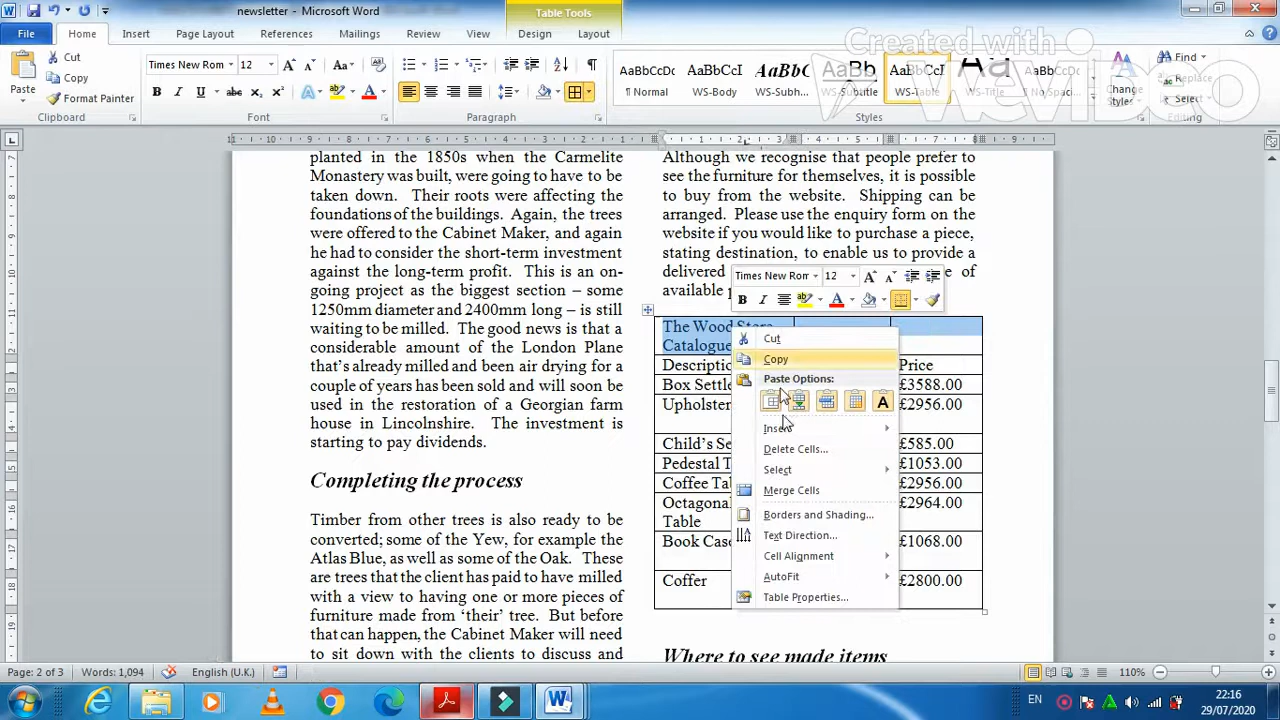 newsletter - Microsoft Word
Table Tools
Created with
wevideo
File
Home
Insert
Page Layout
References
Mailings
Review
View
Design
Layout
Paste
Cut
Copy
Format Painter
Clipboard
Times New Rom
12
Font
Paragraph
AaBbCcDc
¶ Normal
AaBbCcI
WS-Body
AaBbCc
WS-Subh...
AaBb
WS-Subtitle
AaBbCcI
WS-Table
WS-Title
AaBbCcDc
¶ No Spaci...
Change
Styles
Styles
Find
Replace
Select
Editing
planted in the 1850s when the Carmelite
Monastery was built, were going to have to be
taken down. Their roots were affecting the
foundations of the buildings. Again, the trees
were offered to the Cabinet Maker, and again
he had to consider the short-term investment
against the long-term profit. This is an on-
going project as the biggest section – some
1250mm diameter and 2400mm long – is still
waiting to be milled. The good news is that a
considerable amount of the London Plane
that's already milled and been air drying for a
couple of years has been sold and will soon be
used in the restoration of a Georgian farm
house in Lincolnshire. The investment is
starting to pay dividends.
Completing the process
Timber from other trees is also ready to be
converted; some of the Yew, for example the
Atlas Blue, as well as some of the Oak. These
are trees that the client has paid to have milled
with a view to having one or more pieces of
furniture made from 'their' tree. But before
that can happen, the Cabinet Maker will need
to sit down with the clients to discuss and
Although we recognise that people prefer to
see the furniture for themselves, it is possible
to buy from the website. Shipping can be
arranged. Please use the enquiry form on the
website if you would like to purchase a piece,
stating destination, to enable us to provide a
delivered
of
available
Times New Rom
12
The Wood Store
Catalogue
Price
Box Settle
£3588.00
£2956.00
Child's Se
£585.00
Pedestal T
£1053.00
Coffee Ta
£2956.00
Octagona
Table
£2964.00
Book Cas
£1068.00
Coffer
£2800.00
Cut
Copy
Paste Options:
Insert
Delete Cells...
Select
Merge Cells
Borders and Shading...
Text Direction...
Cell Alignment
AutoFit
Table Properties...
Where to see made items
Page: 2 of 3
Words: 1,094
English (U.K.)
110%
EN
22:16
29/07/2020